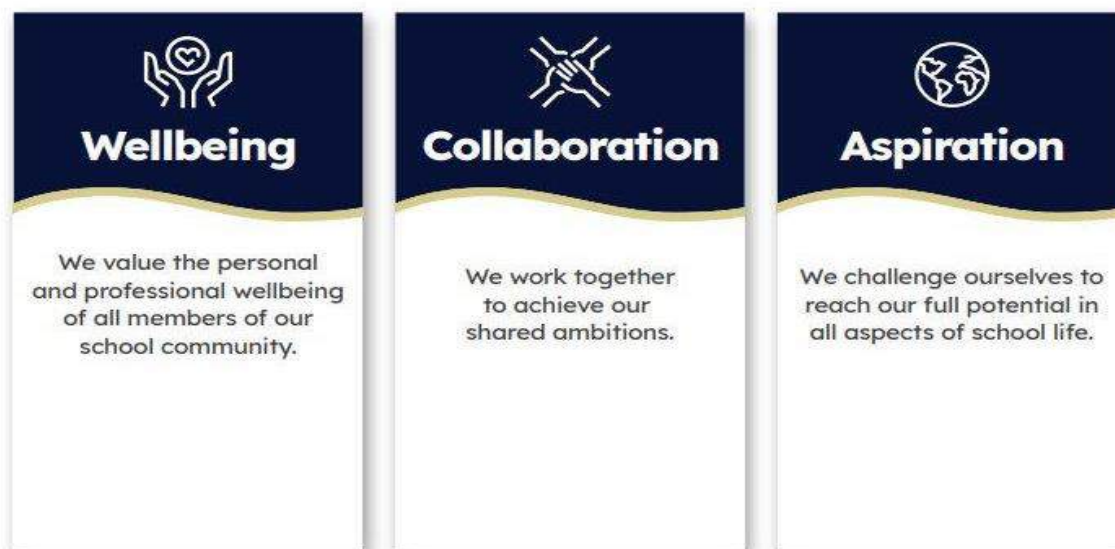 Wellbeing
We value the personal
and professional wellbeing
of all members of our
school community.
Collaboration
We work together
to achieve our
shared ambitions.
Aspiration
We challenge ourselves to
reach our full potential in
all aspects of school life.